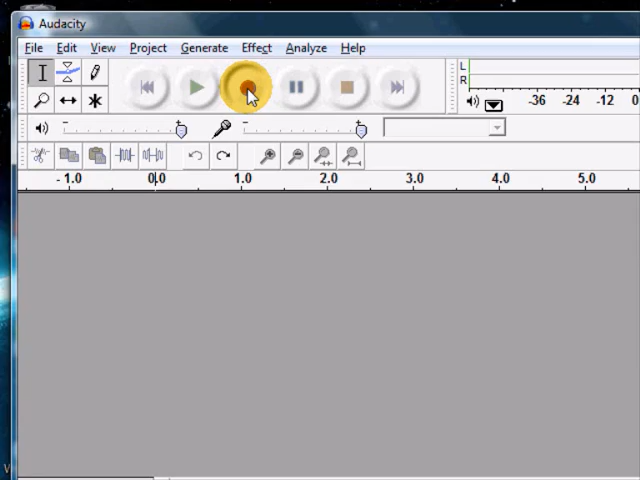 Audacity
File Edit View Project Generate Effect Analyze Help
L
R
-36 -24 -12 0
- 1.0 0.0 1.0 2.0 3.0 4.0 5.0
V